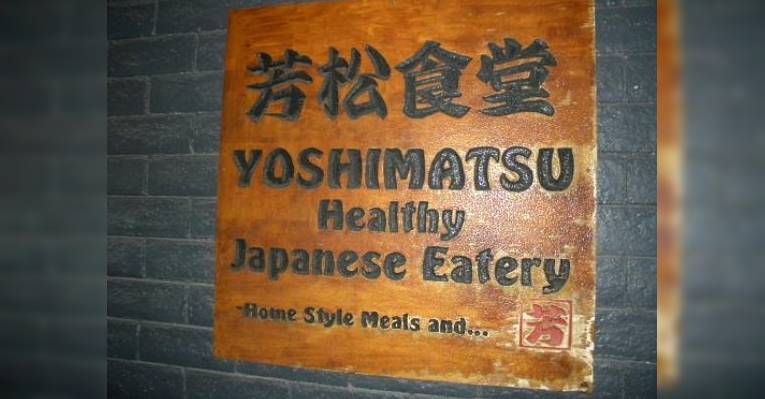 芳松食堂
YOSHIMATSU
Healthy
Japanese Eatery
-Home Style Meals and...
芳